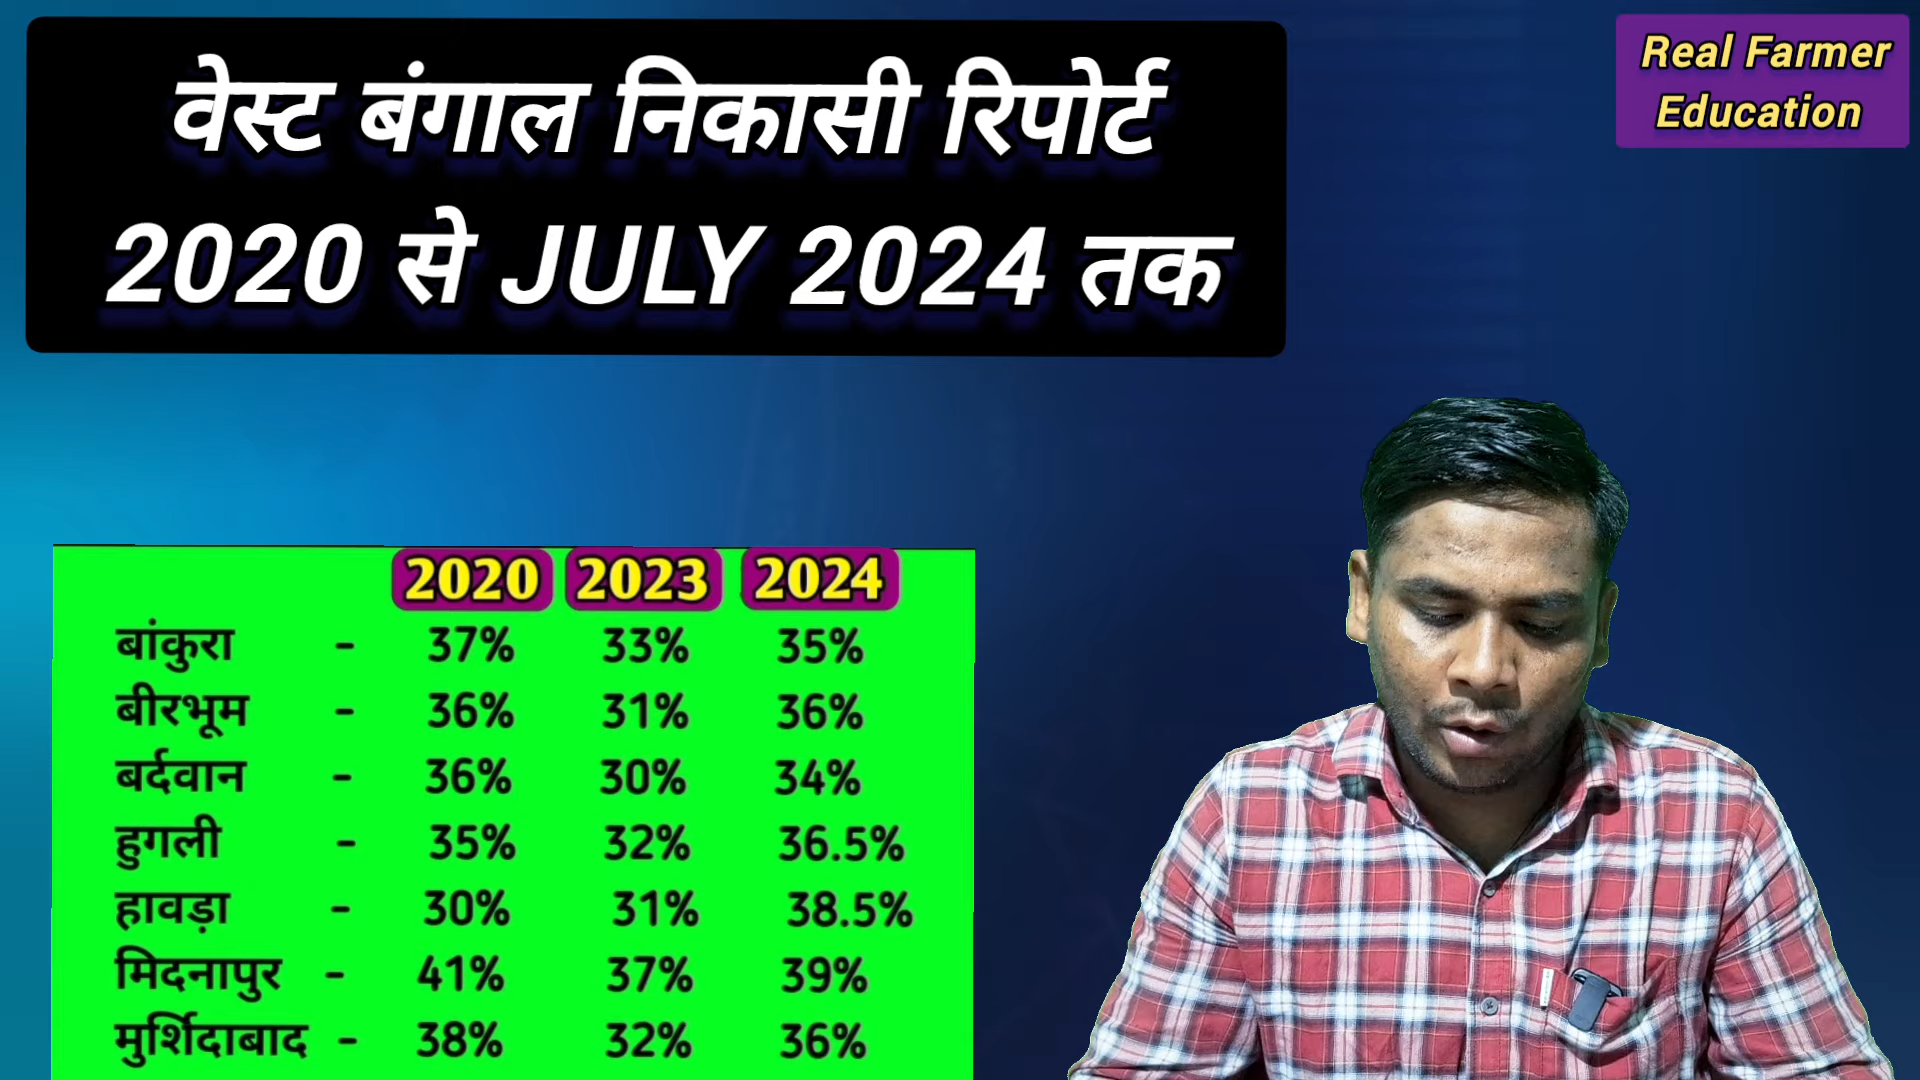 वेस्ट बंगाल निकासी रिपोर्ट
2020 से JULY 2024 तक
Real Farmer
Education
2020 2023 2024
बांकुरा - 37% 33% 35%
बीरभूम - 36% 31% 36%
बर्दवान - 36% 30% 34%
हुगली - 35% 32% 36.5%
हावड़ा - 30% 31% 38.5%
मिदनापुर - 41% 37% 39%
मुर्शिदाबाद - 38% 32% 36%